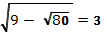 √(9 − √80) = 3